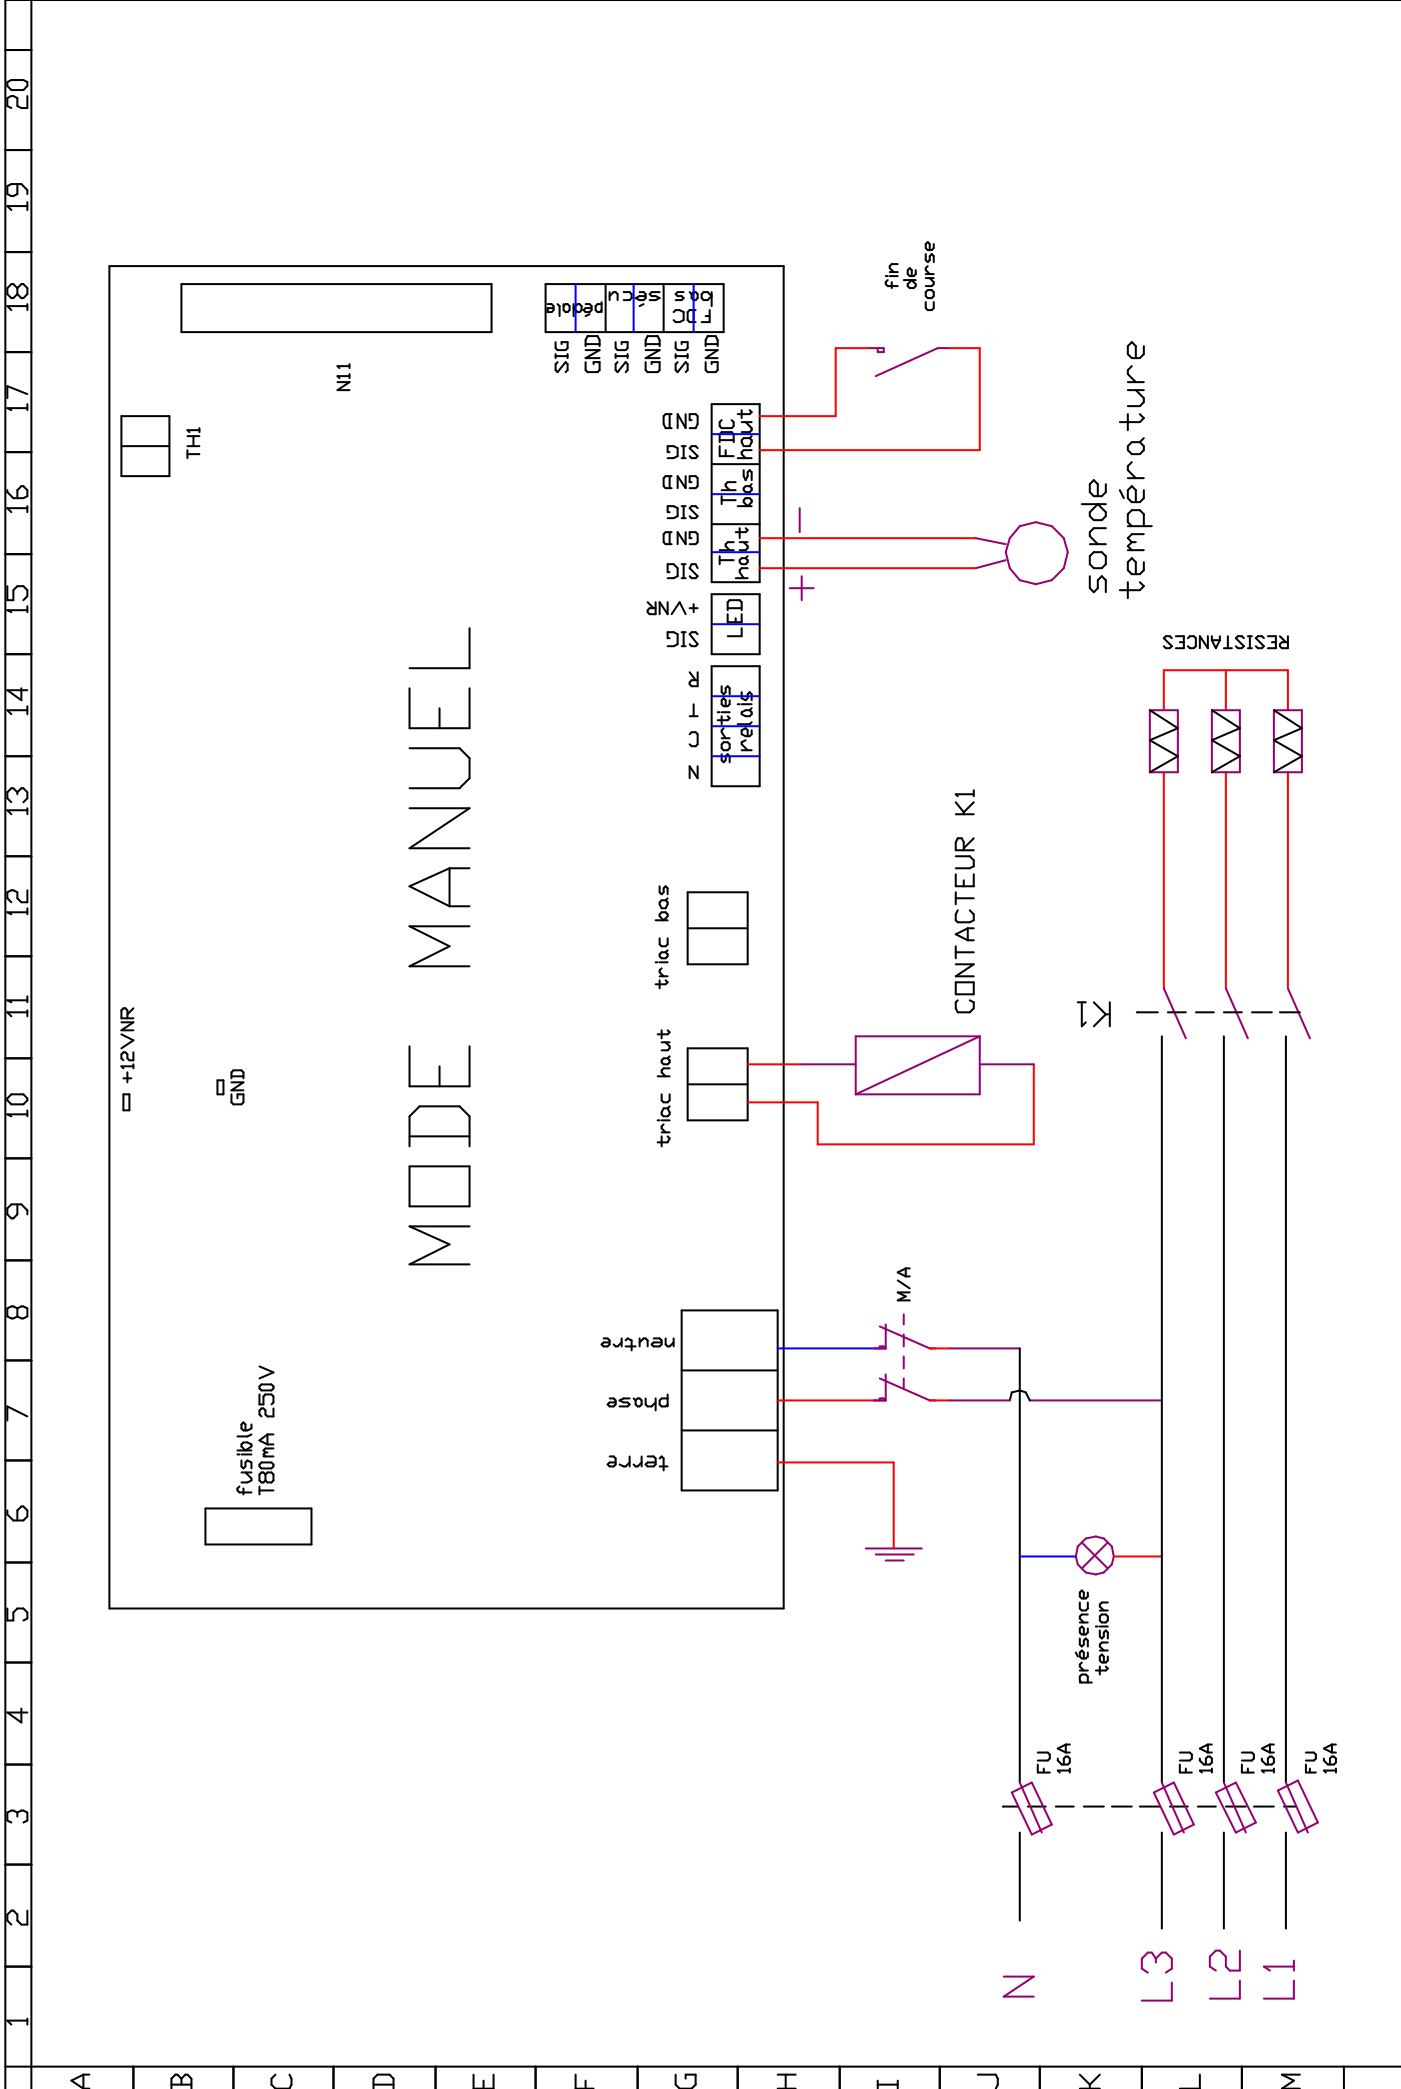 20
19
18
17
16
15
14
13
12
11
10
9
8
7
6
5
4
3
2
1
A
B
C
D
E
F
G
H
I
J
K
L
M
MODE MANUEL
+12VNR
GND
TH1
N11
fusible
T80mA 250V
pédale
sécu
FDC
bas
SIG
GND
SIG
GND
SIG
GND
GND
SIG
GND
SIG
GND
SIG
+VNR
SIG
R
T
C
N
FDC
haut
Th
bas
Th
haut
LED
sorties
relais
triac bas
triac haut
neutre
phase
terre
fin
de
course
-
+
sonde
température
RESISTANCES
CONTACTEUR K1
K1
M/A
présence
tension
FU
16A
FU
16A
FU
16A
FU
16A
N
L3
L2
L1